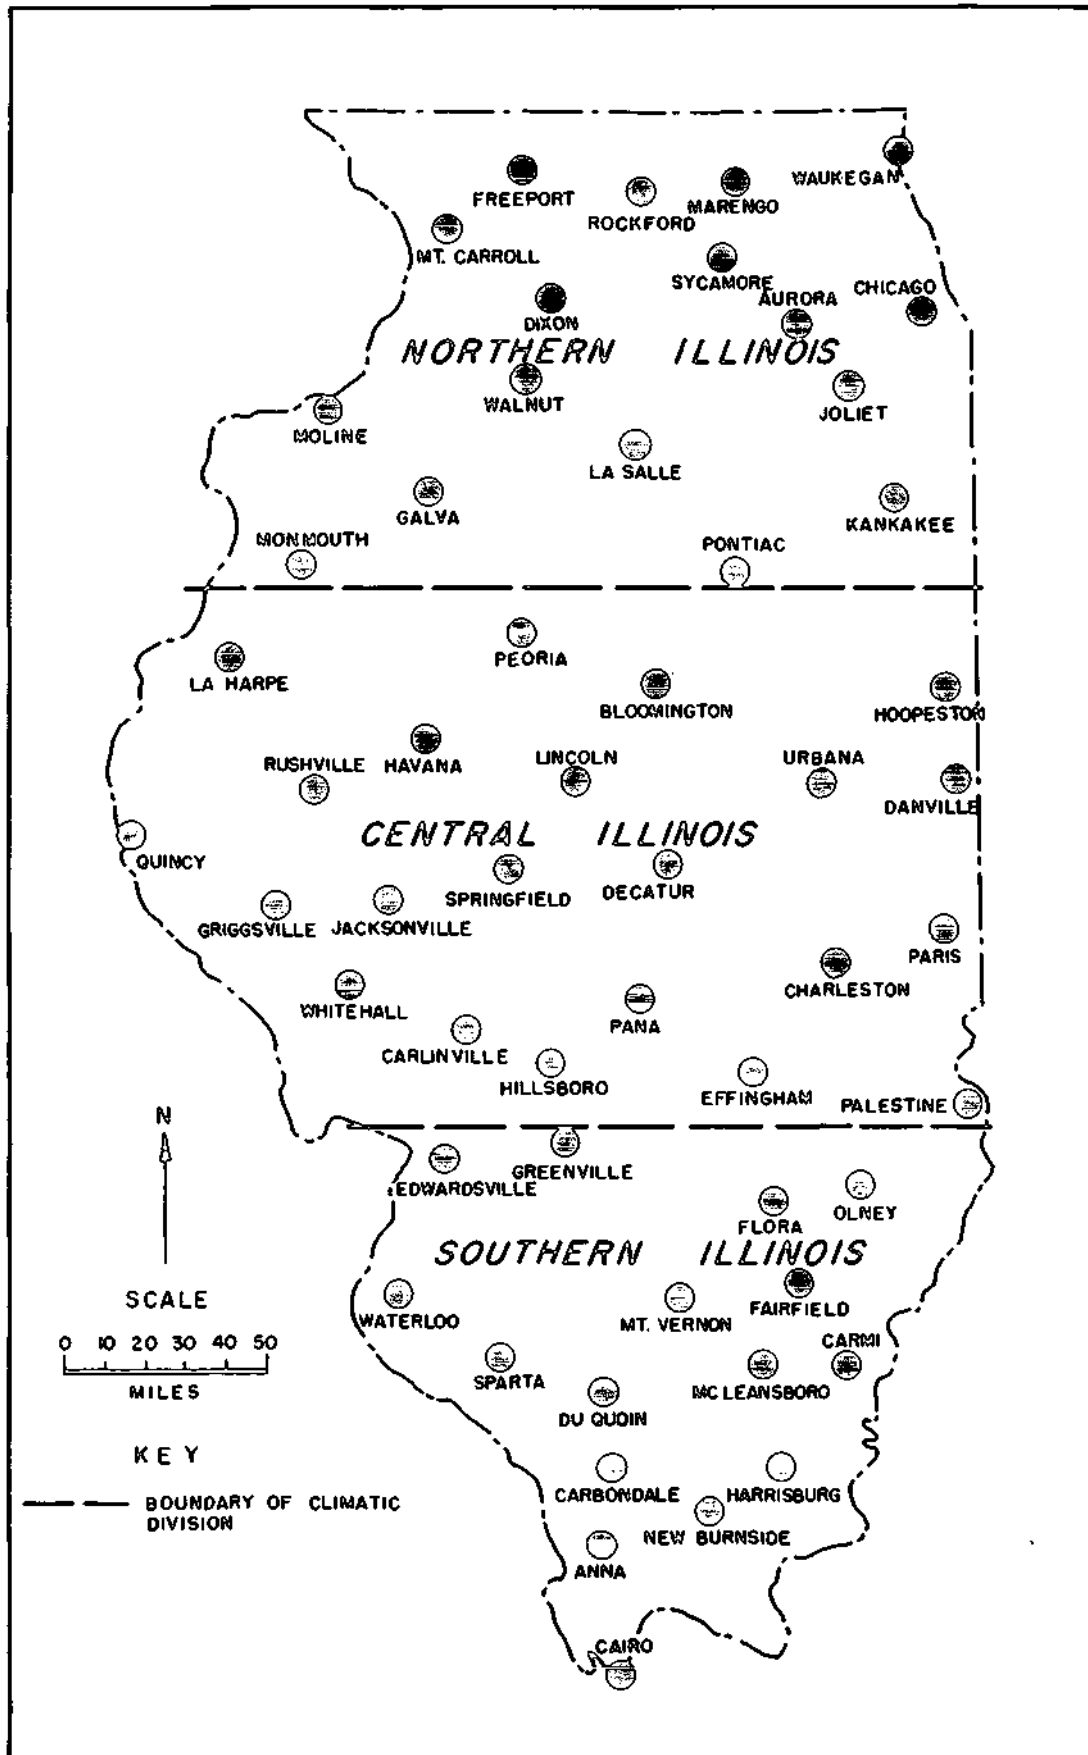 WAUKEGAN
FREEPORT
ROCKFORD
MARENGO
MT. CARROLL
SYCAMORE
CHICAGO
AURORA
DIXON
NORTHERN ILLINOIS
WALNUT
JOLIET
MOLINE
LA SALLE
GALVA
KANKAKEE
MONMOUTH
PONTIAC
PEORIA
LA HARPE
BLOOMINGTON
HOOPESTON
RUSHVILLE
HAVANA
LINCOLN
URBANA
DANVILLE
CENTRAL ILLINOIS
QUINCY
SPRINGFIELD
DECATUR
GRIGGSVILLE
JACKSONVILLE
PARIS
CHARLESTON
WHITEHALL
PANA
CARLINVILLE
HILLSBORO
EFFINGHAM
PALESTINE
N
GREENVILLE
EDWARDSVILLE
OLNEY
FLORA
SOUTHERN ILLINOIS
SCALE
WATERLOO
MT. VERNON
FAIRFIELD
0 10 20 30 40 50
MILES
CARMI
SPARTA
MC LEANSBORO
DU QUOIN
KEY
CARBONDALE
HARRISBURG
BOUNDARY OF CLIMATIC
DIVISION
NEW BURNSIDE
ANNA
CAIRO